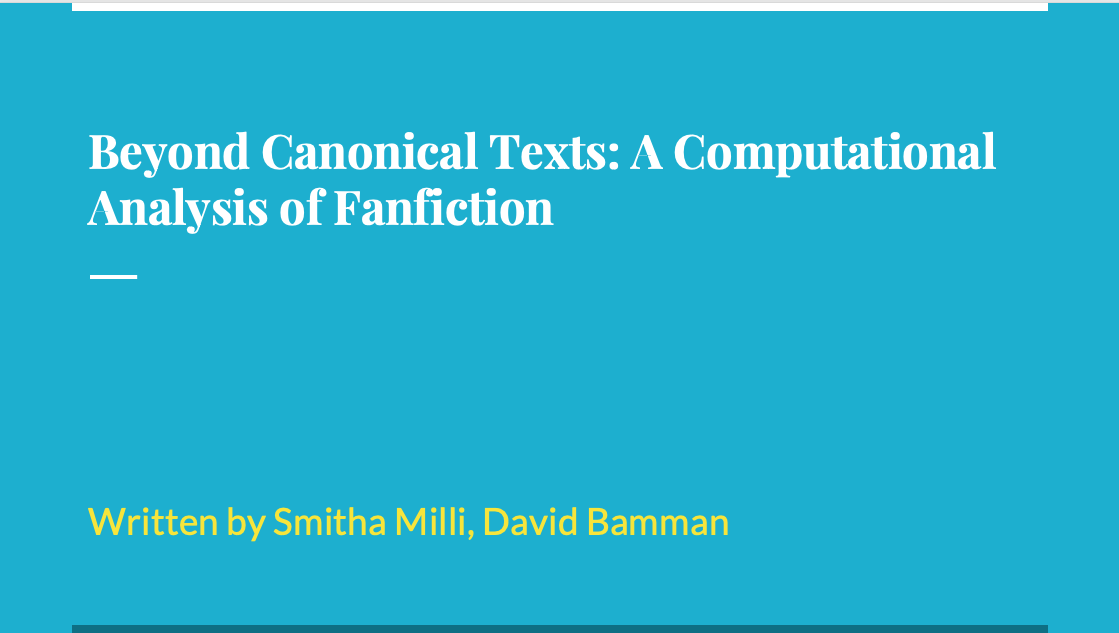 Beyond Canonical Texts: A Computational
Analysis of Fanfiction
Written by Smitha Milli, David Bamman